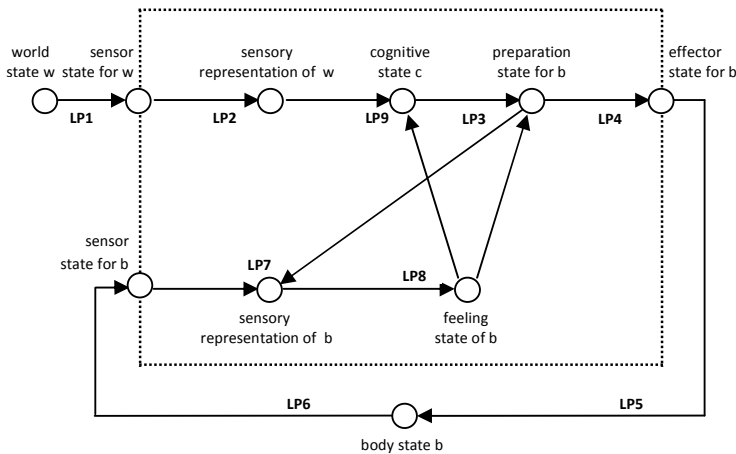 world
state w
sensor
state for w
sensory
representation of w
cognitive
state c
preparation
state for b
effector
state for b
LP1
LP2
LP9
LP3
LP4
sensor
state for b
LP7
LP8
sensory
representation of b
feeling
state of b
LP6
LP5
body state b